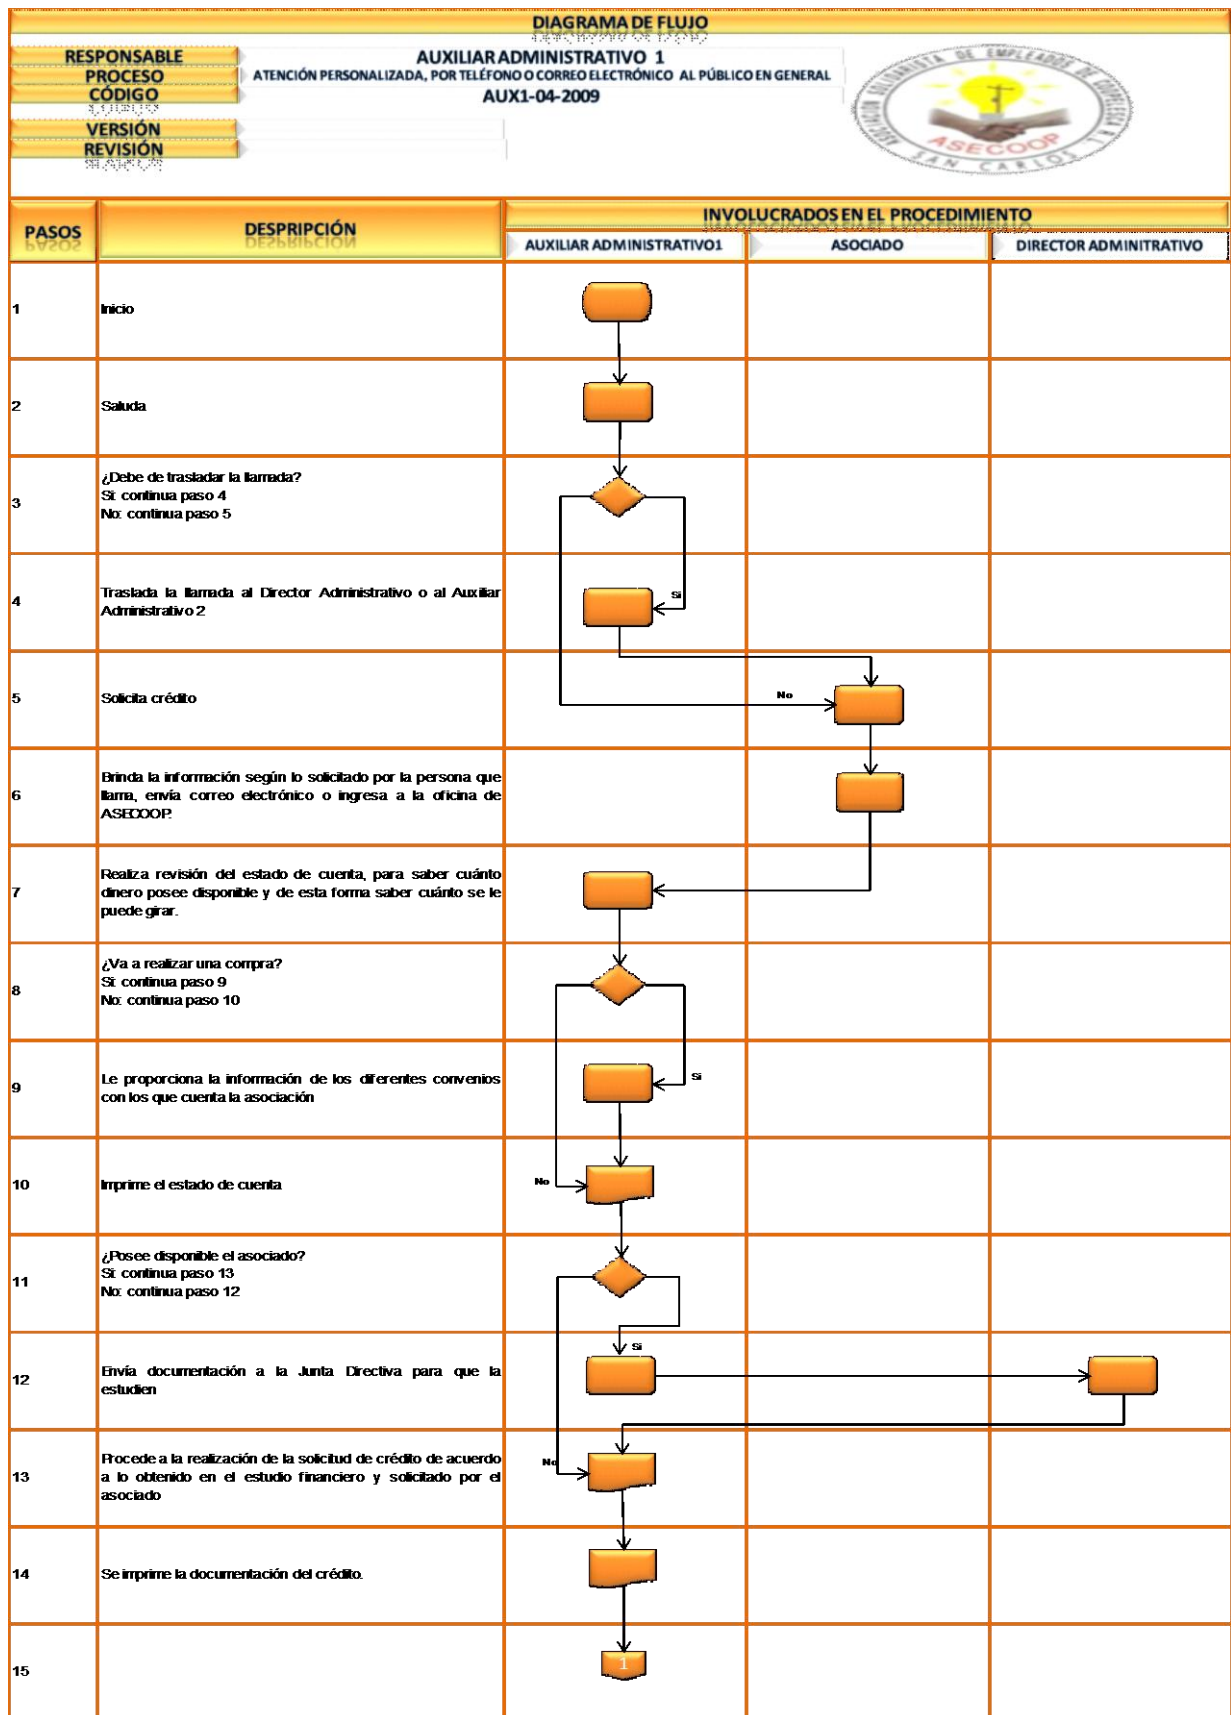 DIAGRAMA DE FLUJO
RESPONSABLE
AUXILIAR ADMINISTRATIVO 1
PROCESO
ATENCIÓN PERSONALIZADA, POR TELÉFONO O CORREO ELECTRÓNICO AL PÚBLICO EN GENERAL
CÓDIGO
AUX1-04-2009
VERSIÓN
REVISIÓN
ASOCIACIÓN SOLIDARISTA DE EMPLEADOS DE COOPELESCA R.L.
ASECOOP
SAN CARLOS
PASOS
DESPRIPCIÓN
INVOLUCRADOS EN EL PROCEDIMIENTO
AUXILIAR ADMINISTRATIVO1
ASOCIADO
DIRECTOR ADMINITRATIVO
1
Inicio
2
Saluda
3
¿Debe de trasladar la llamada?
Si: continua paso 4
No: continua paso 5
4
Traslada la llamada al Director Administrativo o al Auxiliar
Administrativo 2
Si
5
Solicita crédito
No
6
Brinda la información según lo solicitado por la persona que
llama, envía correo electrónico o ingresa a la oficina de
ASECOOP.
7
Realiza revisión del estado de cuenta, para saber cuánto
dinero posee disponible y de esta forma saber cuánto se le
puede girar.
8
¿Va a realizar una compra?
Si: continua paso 9
No: continua paso 10
9
Le proporciona la información de los diferentes convenios
con los que cuenta la asociación
Si
10
Imprime el estado de cuenta
No
11
¿Posee disponible el asociado?
Si: continua paso 13
No: continua paso 12
12
Envía documentación a la Junta Directiva para que la
estudien
Si
13
Procede a la realización de la solicitud de crédito de acuerdo
a lo obtenido en el estudio financiero y solicitado por el
asociado
No
14
Se imprime la documentación del crédito.
15
1